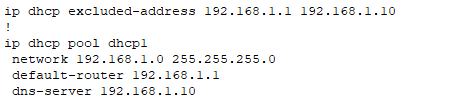 ip dhcp excluded-address 192.168.1.1 192.168.1.10
!
ip dhcp pool dhcp1
 network 192.168.1.0 255.255.255.0
 default-router 192.168.1.1
 dns-server 192.168.1.10